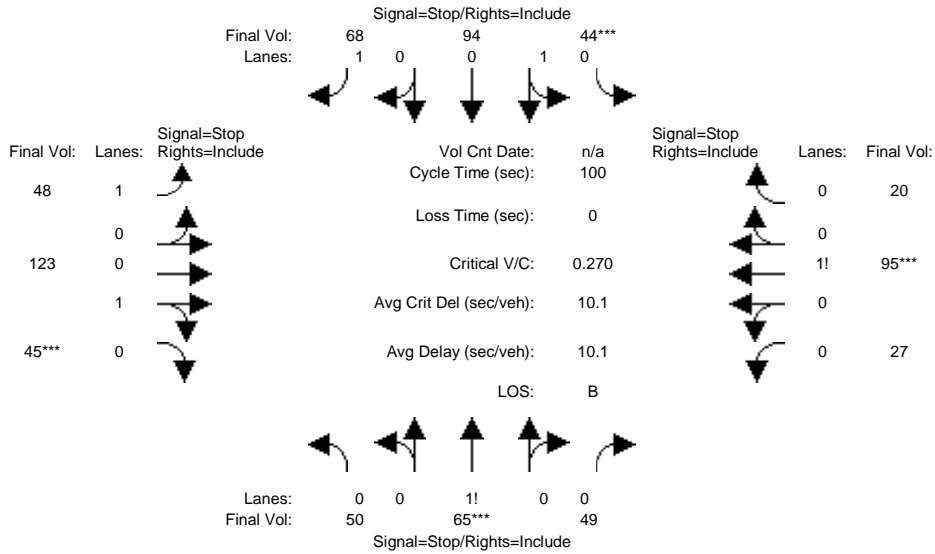 Signal=Stop/Rights=Include
Final Vol: 68 94 44***
Lanes: 1 0 0 1 0
Signal=Stop
Final Vol: Lanes: Rights=Include
Vol Cnt Date: n/a
Signal=Stop
Rights=Include Lanes: Final Vol:
Cycle Time (sec): 100
48 1
0 20
Loss Time (sec): 0
0
0
123 0
Critical V/C: 0.270
1! 95***
1
Avg Crit Del (sec/veh): 10.1
0
45*** 0
Avg Delay (sec/veh): 10.1
0 27
LOS: B
Lanes: 0 0 1! 0 0
Final Vol: 50 65*** 49
Signal=Stop/Rights=Include